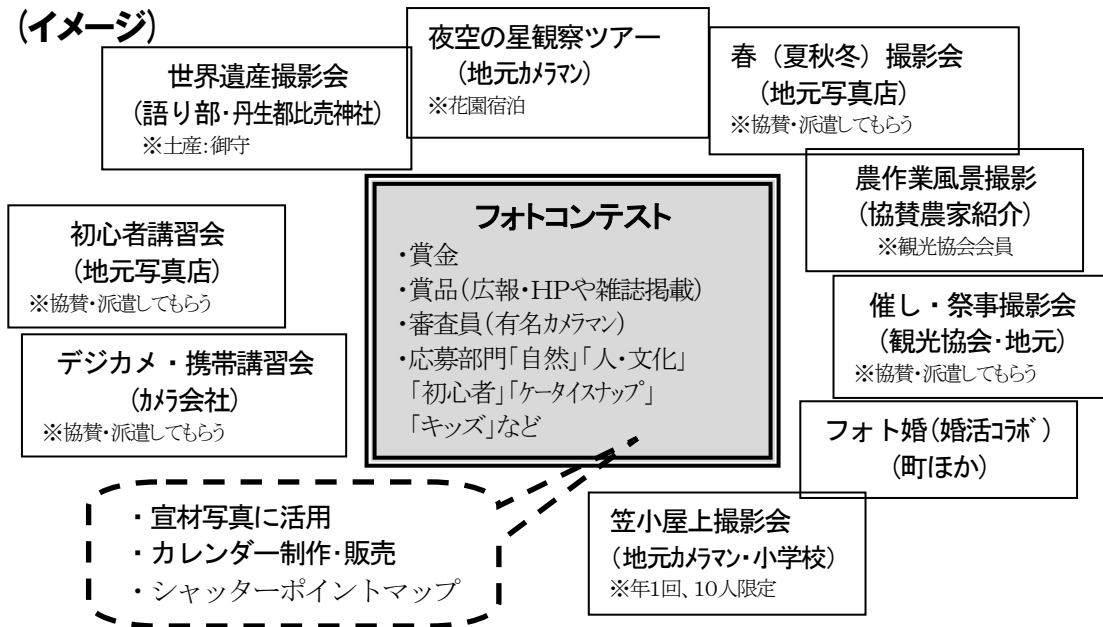 (イメージ)
夜空の星観察ツアー
(地元ｶﾒﾗﾏﾝ)
※花園宿泊
世界遺産撮影会
(語り部・丹生都比売神社)
※土産:御守
春（夏秋冬）撮影会
(地元写真店)
※協賛・派遣してもらう
農作業風景撮影
(協賛農家紹介)
※観光協会会員
初心者講習会
(地元写真店)
※協賛・派遣してもらう
フォトコンテスト
・賞金
・賞品(広報・HPや雑誌掲載)
・審査員(有名ｶﾒﾗﾏﾝ)
・応募部門「自然」「人・文化」
「初心者」「ｹｰﾀｲｽﾅｯﾌﾟ」
「キッズ」など
催し・祭事撮影会
(観光協会・地元)
※協賛・派遣してもらう
デジカメ・携帯講習会
(ｶﾒﾗ会社)
※協賛・派遣してもらう
フォト婚(婚活ｺﾗﾎﾞ)
(町ほか)
・宣材写真に活用
・カレンダー制作・販売
・シャッターポイントマップ
笠小屋上撮影会
(地元ｶﾒﾗﾏﾝ・小学校)
※年1回、10人限定